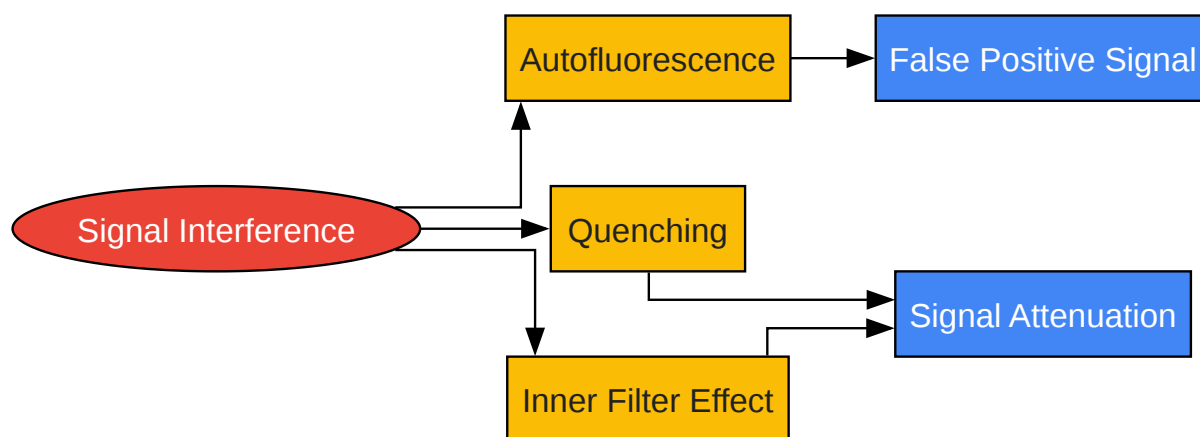 Autofluorescence
False Positive Signal
Signal Interference
Quenching
Signal Attenuation
Inner Filter Effect